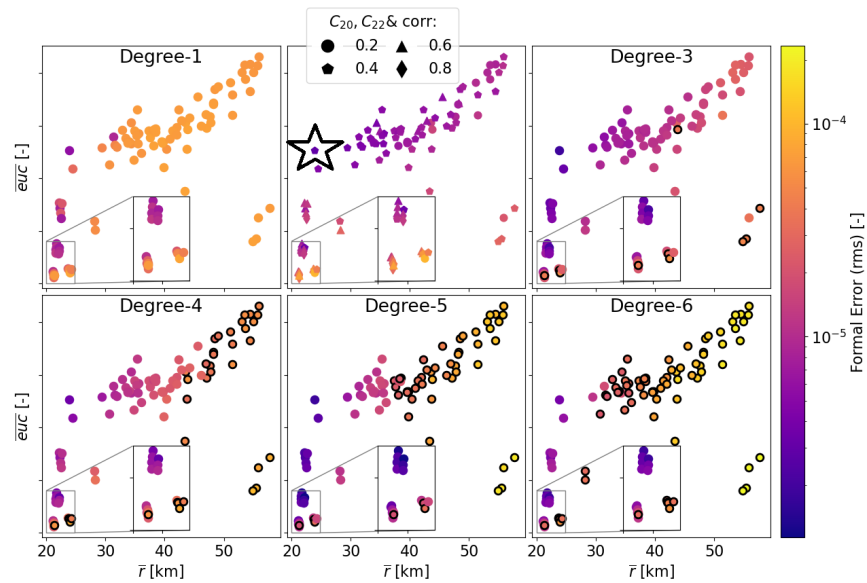 C₂₀, C₂₂& corr:
0.2 0.6
0.4 0.8
Degree-1
Degree-3
euc [-]
Degree-4
Degree-5
Degree-6
euc [-]
20 30 40 50
20 30 40 50
20 30 40 50
r̅ [km]
r̅ [km]
r̅ [km]
10⁻⁴
10⁻⁵
Formal Error (rms) [-]